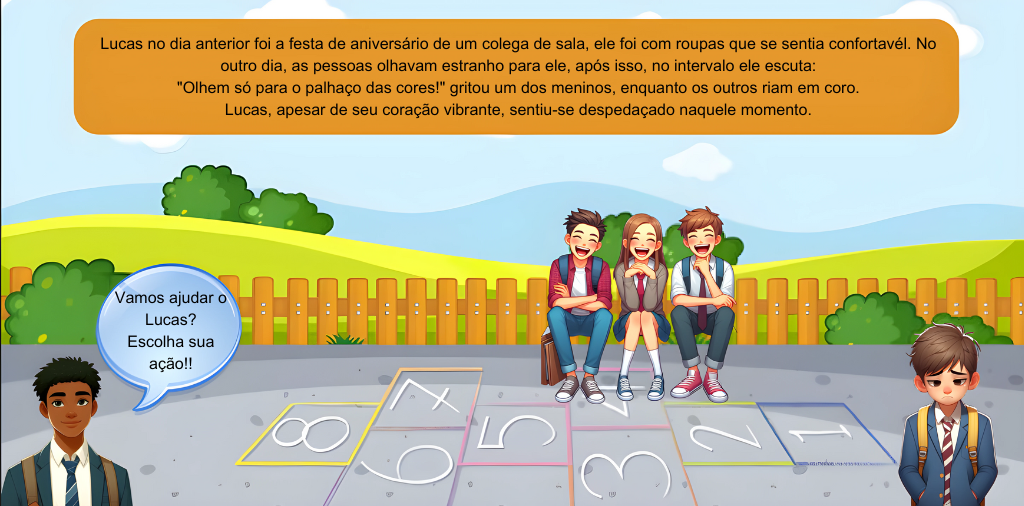 Lucas no dia anterior foi a festa de aniversário de um colega de sala, ele foi com roupas que se sentia confortavél. No
outro dia, as pessoas olhavam estranho para ele, após isso, no intervalo ele escuta:
"Olhem só para o palhaço das cores!" gritou um dos meninos, enquanto os outros riam em coro.
Lucas, apesar de seu coração vibrante, sentiu-se despedaçado naquele momento.
Vamos ajudar o
Lucas?
Escolha sua
ação!!
8 7 6 5 4 3 2 1